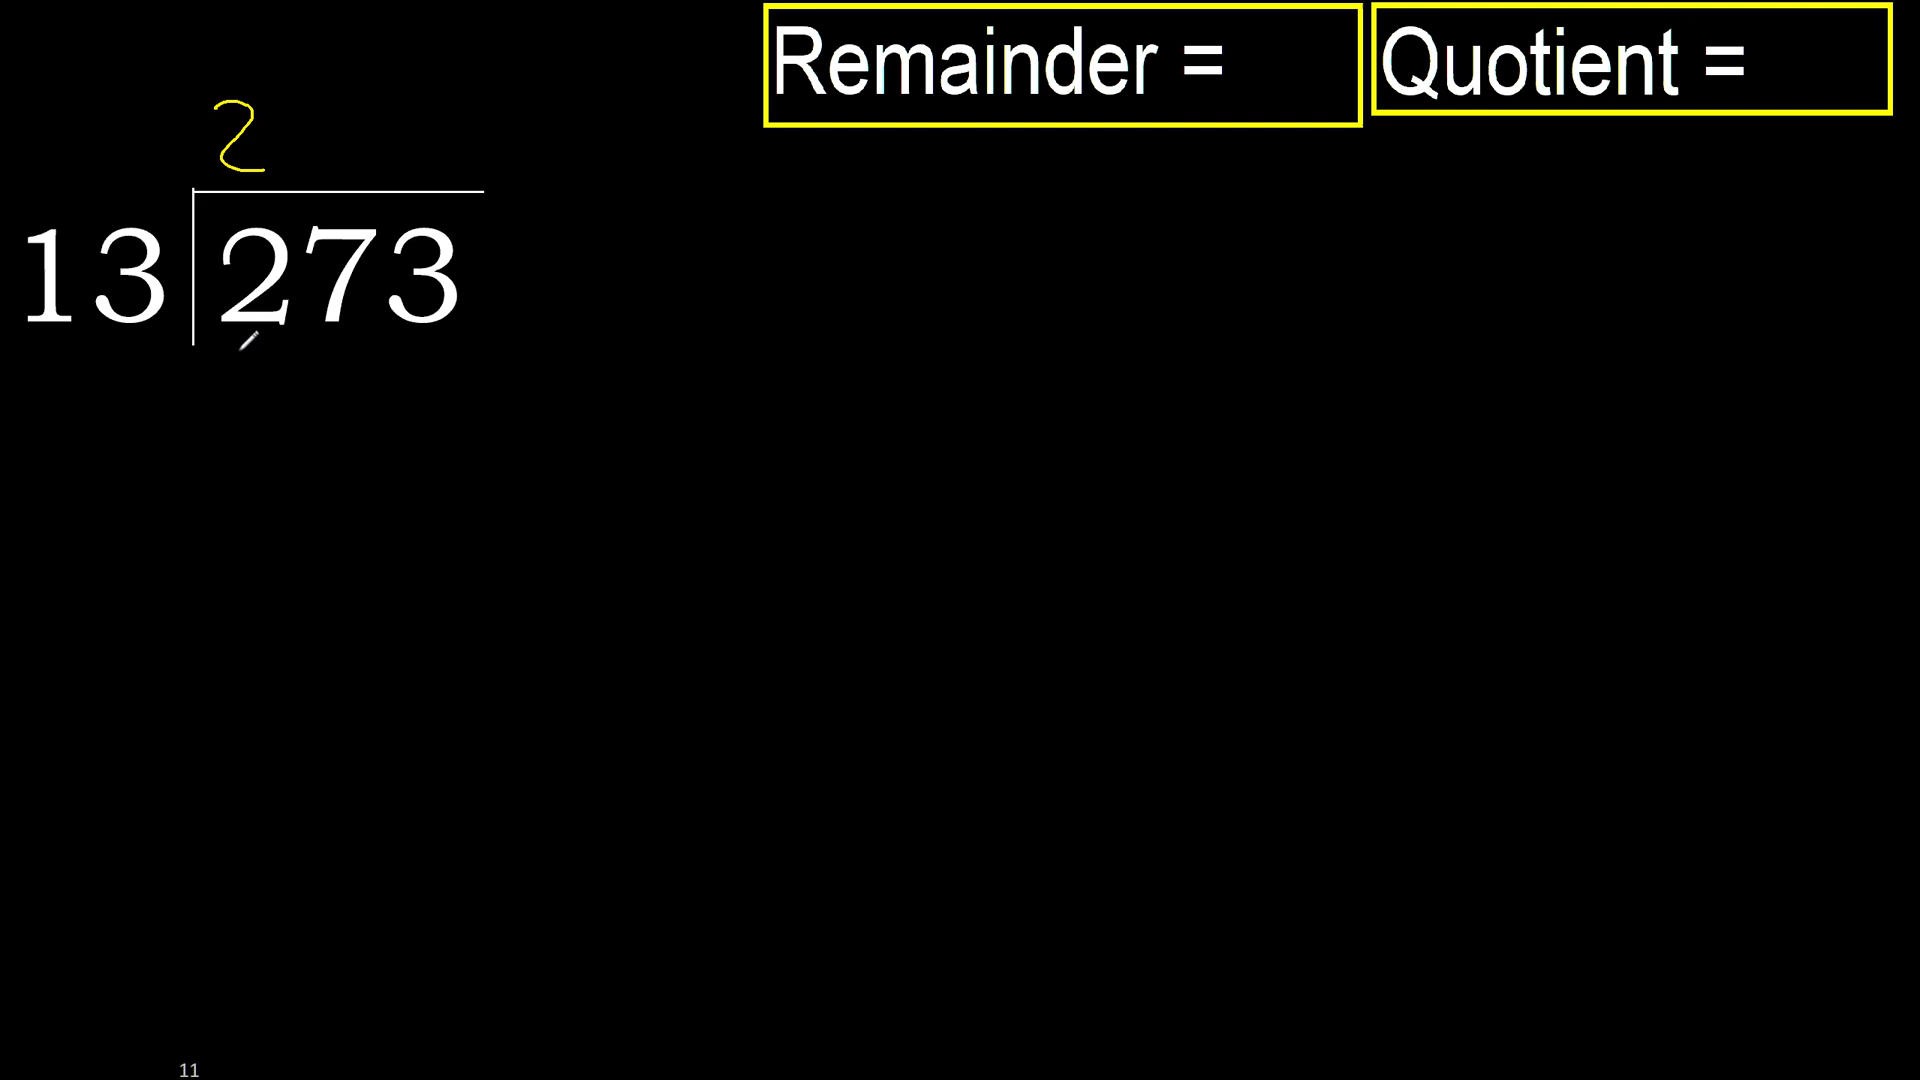 Remainder = Quotient =
2
13 273
11